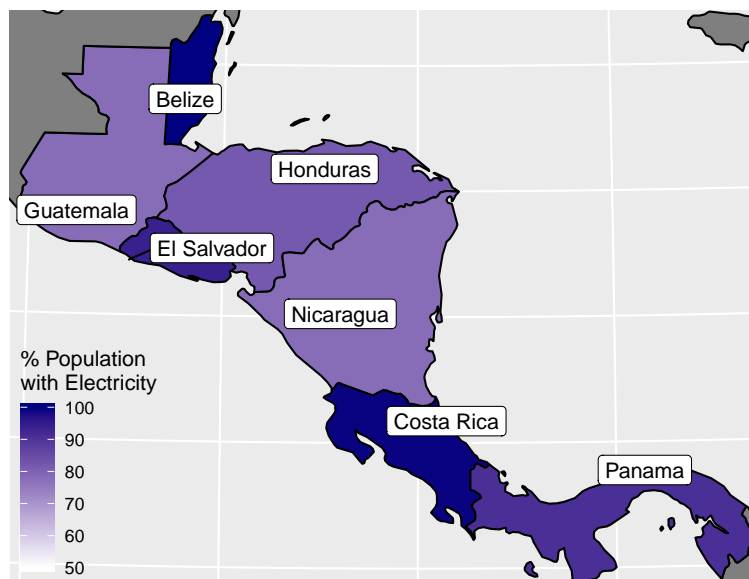 Belize
Honduras
Guatemala
El Salvador
Nicaragua
% Population
with Electricity
100
90
80
70
60
50
Costa Rica
Panama